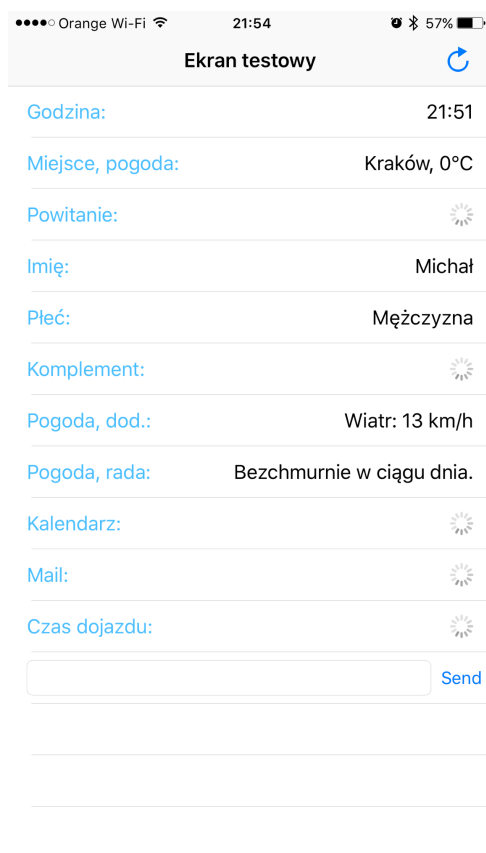 Orange Wi-Fi 21:54 57%
Ekran testowy
Godzina: 21:51
Miejsce, pogoda: Kraków, 0°C
Powitanie:
Imię: Michał
Płeć: Mężczyzna
Komplement:
Pogoda, dod.: Wiatr: 13 km/h
Pogoda, rada: Bezchmurnie w ciągu dnia.
Kalendarz:
Mail:
Czas dojazdu:
Send